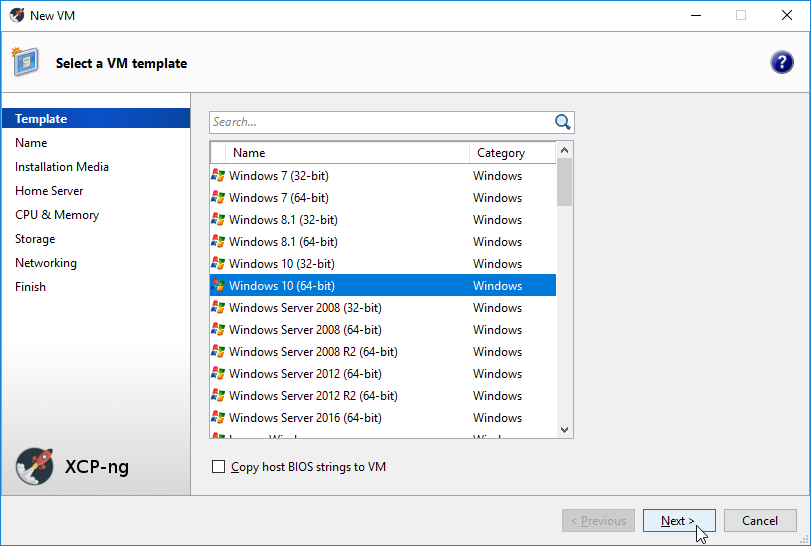 New VM
Select a VM template
?
Template
Name
Installation Media
Home Server
CPU & Memory
Storage
Networking
Finish
XCP-ng
Search...
Name Category
Windows 7 (32-bit) Windows
Windows 7 (64-bit) Windows
Windows 8.1 (32-bit) Windows
Windows 8.1 (64-bit) Windows
Windows 10 (32-bit) Windows
Windows 10 (64-bit) Windows
Windows Server 2008 (32-bit) Windows
Windows Server 2008 (64-bit) Windows
Windows Server 2008 R2 (64-bit) Windows
Windows Server 2012 (64-bit) Windows
Windows Server 2012 R2 (64-bit) Windows
Windows Server 2016 (64-bit) Windows
Copy host BIOS strings to VM
< Previous Next > Cancel